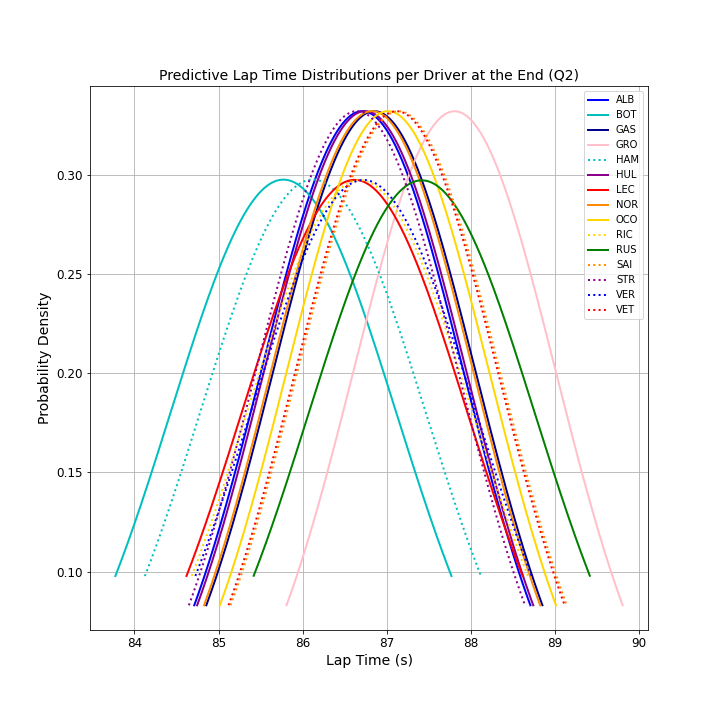 Predictive Lap Time Distributions per Driver at the End (Q2)
ALB
BOT
GAS
GRO
HAM
HUL
LEC
NOR
OCO
RIC
RUS
SAI
STR
VER
VET
Probability Density
0.30
0.25
0.20
0.15
0.10
84 85 86 87 88 89 90
Lap Time (s)